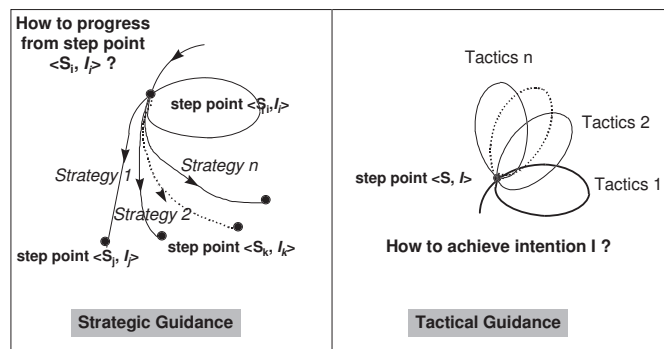 How to progress
from step point
<Sᵢ, Iⱼ> ?
step point <Sᵢ,Iᵢ>
Strategy 1
Strategy n
Strategy 2
step point <Sⱼ, Iⱼ>
step point <Sₖ, Iₖ>
Strategic Guidance
Tactics n
Tactics 2
step point <S, I>
Tactics 1
How to achieve intention I ?
Tactical Guidance